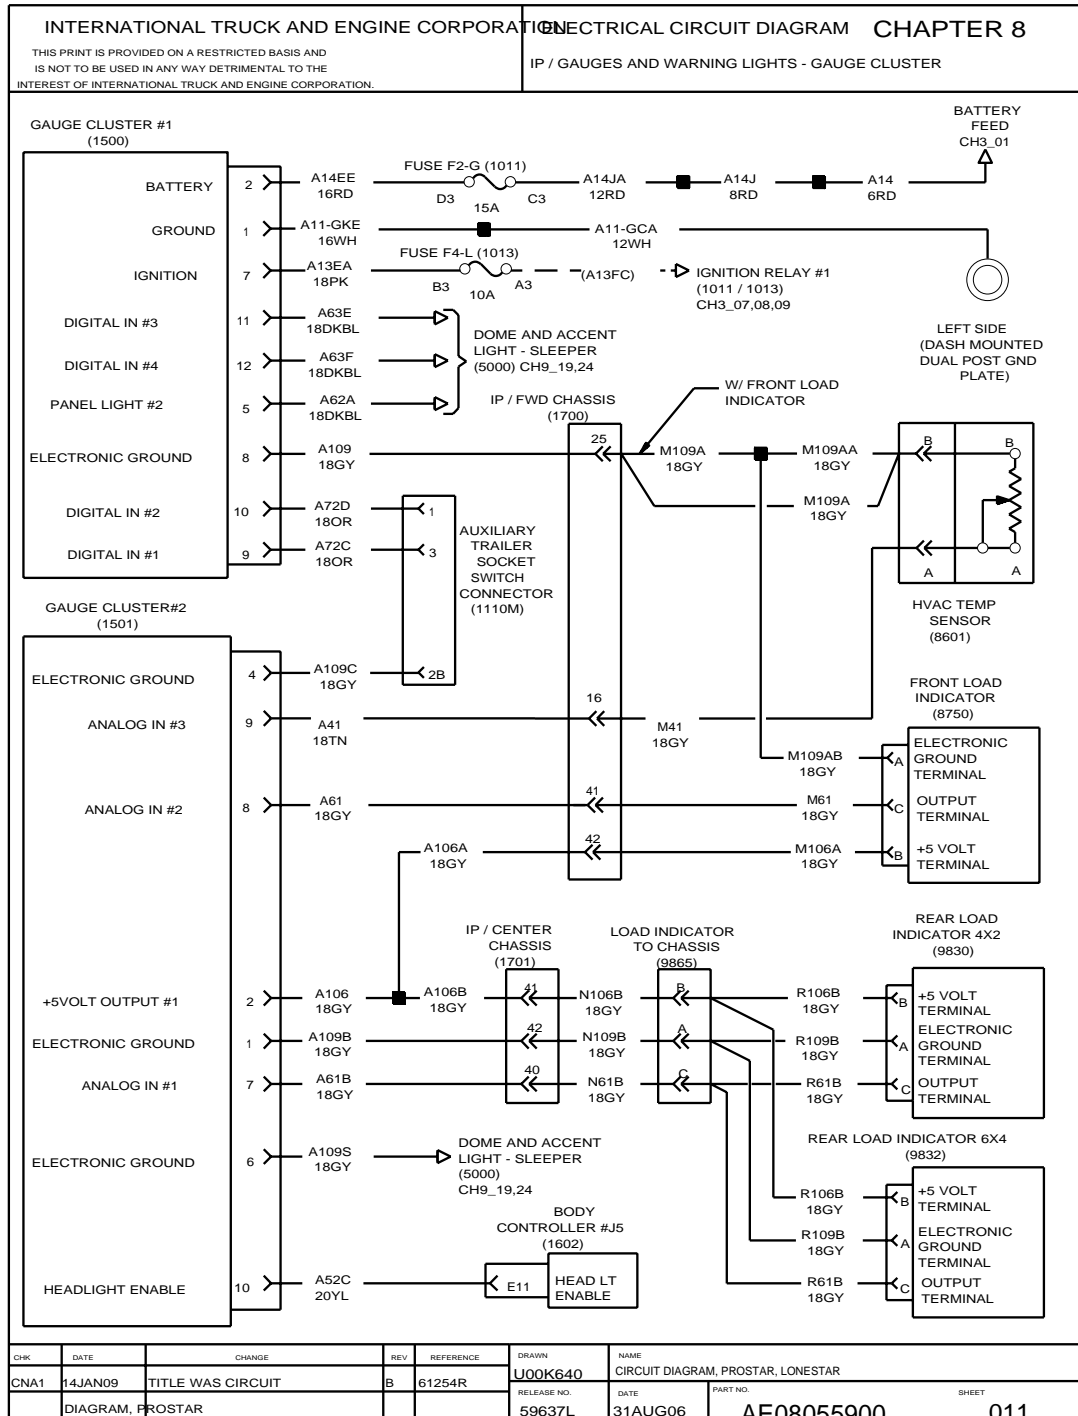 INTERNATIONAL TRUCK AND ENGINE CORPORATION
ELECTRICAL CIRCUIT DIAGRAM CHAPTER 8
THIS PRINT IS PROVIDED ON A RESTRICTED BASIS AND
IS NOT TO BE USED IN ANY WAY DETRIMENTAL TO THE
INTEREST OF INTERNATIONAL TRUCK AND ENGINE CORPORATION.
IP / GAUGES AND WARNING LIGHTS - GAUGE CLUSTER
GAUGE CLUSTER #1
(1500)
BATTERY
FEED
CH3_01
BATTERY 2 A14EE
16RD
FUSE F2-G (1011)
D3 15A C3
A14JA
12RD
A14J
8RD
A14
6RD
GROUND 1 A11-GKE
16WH
A11-GCA
12WH
IGNITION 7 A13EA
18PK
FUSE F4-L (1013)
B3 10A A3
(A13FC)
IGNITION RELAY #1
(1011 / 1013)
CH3_07,08,09
LEFT SIDE
(DASH MOUNTED
DUAL POST GND
PLATE)
DIGITAL IN #3 11 A63E
18DKBL
DIGITAL IN #4 12 A63F
18DKBL
PANEL LIGHT #2 5 A62A
18DKBL
DOME AND ACCENT
LIGHT - SLEEPER
(5000) CH9_19,24
IP / FWD CHASSIS
(1700)
W/ FRONT LOAD
INDICATOR
ELECTRONIC GROUND 8 A109
18GY
25
M109A
18GY
M109AA
18GY
M109A
18GY
B B
A A
HVAC TEMP
SENSOR
(8601)
DIGITAL IN #2 10 A72D
18OR
1
DIGITAL IN #1 9 A72C
18OR
3
AUXILIARY
TRAILER
SOCKET
SWITCH
CONNECTOR
(1110M)
GAUGE CLUSTER#2
(1501)
ELECTRONIC GROUND 4 A109C
18GY
2B
ANALOG IN #3 9 A41
18TN
16
M41
18GY
FRONT LOAD
INDICATOR
(8750)
M109AB
18GY
A
ELECTRONIC
GROUND
TERMINAL
ANALOG IN #2 8 A61
18GY
41
M61
18GY
C
OUTPUT
TERMINAL
A106A
18GY
42
M106A
18GY
B
+5 VOLT
TERMINAL
IP / CENTER
CHASSIS
(1701)
LOAD INDICATOR
TO CHASSIS
(9865)
REAR LOAD
INDICATOR 4X2
(9830)
+5VOLT OUTPUT #1 2 A106
18GY
A106B
18GY
41
N106B
18GY
B
R106B
18GY
B
+5 VOLT
TERMINAL
ELECTRONIC GROUND 1 A109B
18GY
42
N109B
18GY
A
R109B
18GY
A
ELECTRONIC
GROUND
TERMINAL
ANALOG IN #1 7 A61B
18GY
40
N61B
18GY
C
R61B
18GY
C
OUTPUT
TERMINAL
ELECTRONIC GROUND 6 A109S
18GY
DOME AND ACCENT
LIGHT - SLEEPER
(5000)
CH9_19,24
REAR LOAD INDICATOR 6X4
(9832)
R106B
18GY
B
+5 VOLT
TERMINAL
R109B
18GY
A
ELECTRONIC
GROUND
TERMINAL
R61B
18GY
C
OUTPUT
TERMINAL
BODY
CONTROLLER #J5
(1602)
HEADLIGHT ENABLE 10 A52C
20YL
E11
HEAD LT
ENABLE
CHK DATE CHANGE REV REFERENCE DRAWN NAME
CNA1 14JAN09 TITLE WAS CIRCUIT B 61254R U00K640 CIRCUIT DIAGRAM, PROSTAR, LONESTAR
DIAGRAM, PROSTAR
RELEASE NO. DATE PART NO. SHEET
59637L 31AUG06 AE08055900 011